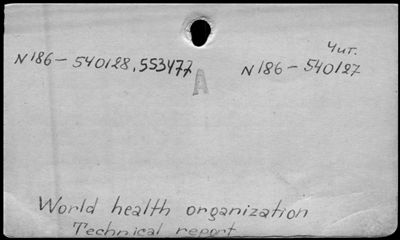 Чит.
N186-540128, 553477 N186-540127
A
World health organization
Technical report